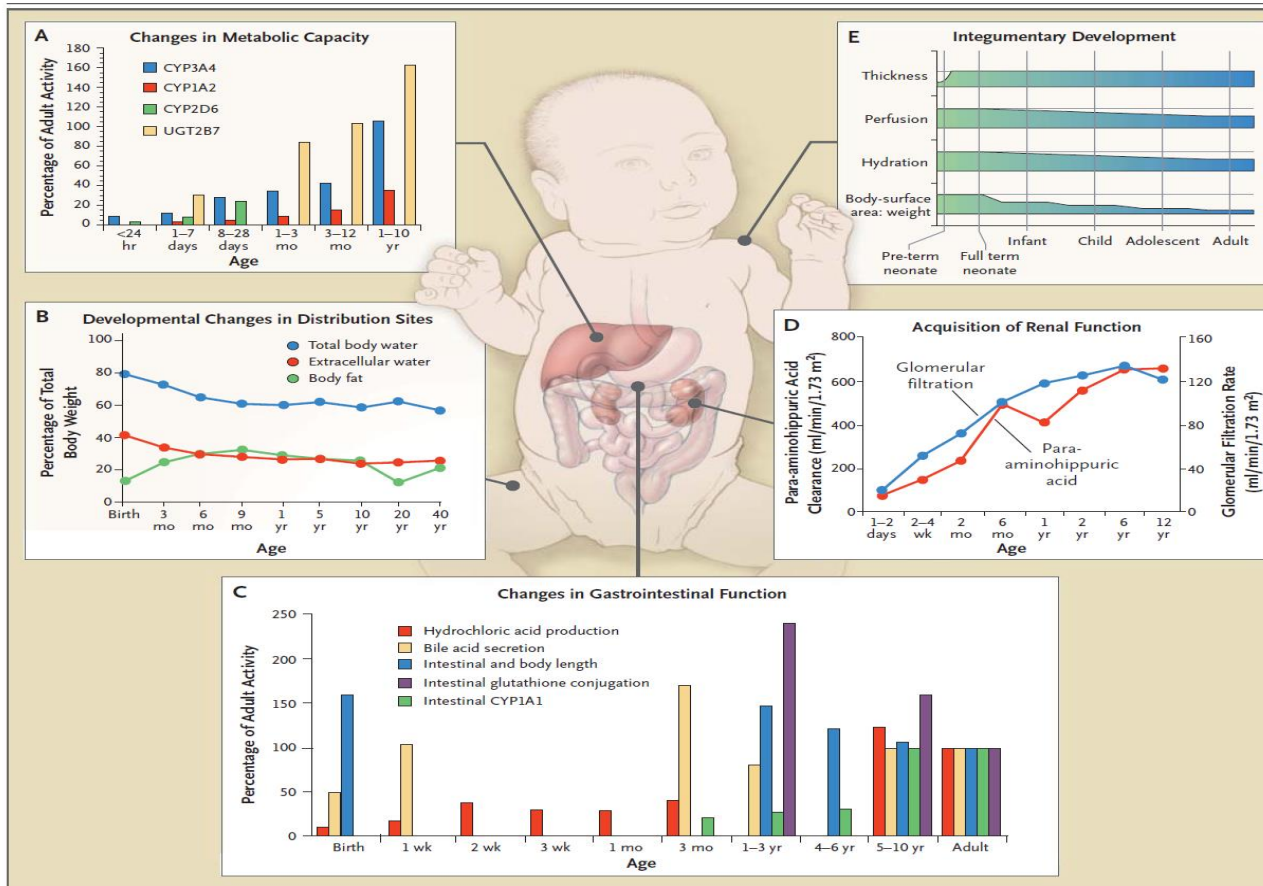 A
Changes in Metabolic Capacity
Percentage of Adult Activity
180
160
140
120
100
80
60
40
20
0
CYP3A4
CYP1A2
CYP2D6
UGT2B7
<24 hr
1–7 days
8–28 days
1–3 mo
3–12 mo
1–10 yr
Age
E
Integumentary Development
Thickness
Perfusion
Hydration
Body-surface
area: weight
Infant
Child
Adolescent
Adult
Pre-term
neonate
Full term
neonate
B
Developmental Changes in Distribution Sites
Percentage of Total
Body Weight
100
80
60
40
20
0
Total body water
Extracellular water
Body fat
Birth
3 mo
6 mo
9 mo
1 yr
5 yr
10 yr
20 yr
40 yr
Age
D
Acquisition of Renal Function
Para-aminohippuric Acid
Clearance (ml/min/1.73 m²)
800
600
400
200
0
Glomerular
filtration
Para-
aminohippuric
acid
160
120
80
40
0
Glomerular Filtration Rate
(ml/min/1.73 m²)
1–2 days
2–4 wk
2 mo
6 mo
1 yr
2 yr
6 yr
12 yr
Age
C
Changes in Gastrointestinal Function
Percentage of Adult Activity
250
200
150
100
50
0
Hydrochloric acid production
Bile acid secretion
Intestinal and body length
Intestinal glutathione conjugation
Intestinal CYP1A1
Birth
1 wk
2 wk
3 wk
1 mo
3 mo
1–3 yr
4–6 yr
5–10 yr
Adult
Age